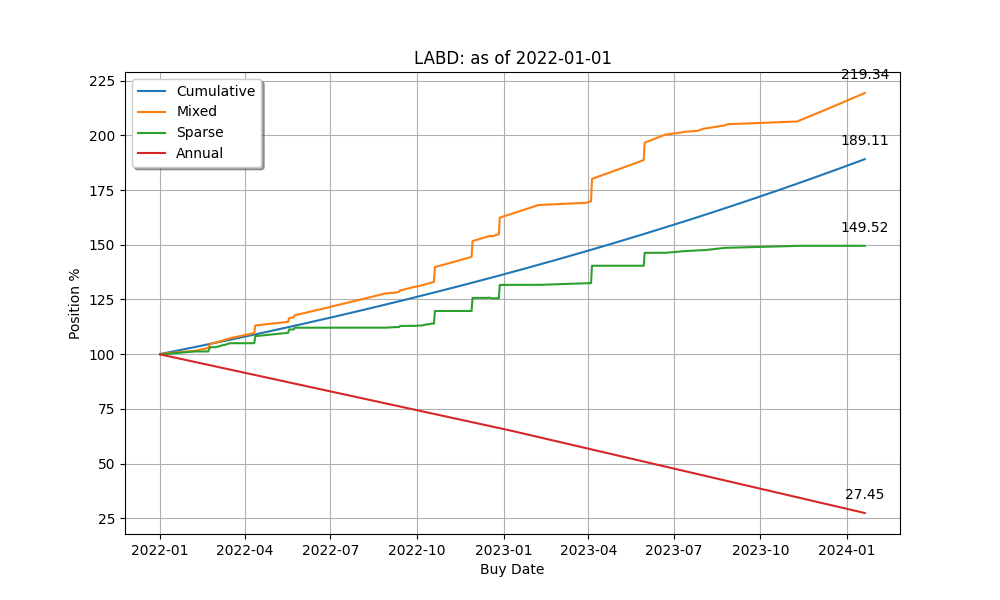 LABD: as of 2022-01-01
219.34
189.11
149.52
27.45
Cumulative
Mixed
Sparse
Annual
225
200
175
150
125
100
75
50
25
Position %
2022-01 2022-04 2022-07 2022-10 2023-01 2023-04 2023-07 2023-10 2024-01
Buy Date